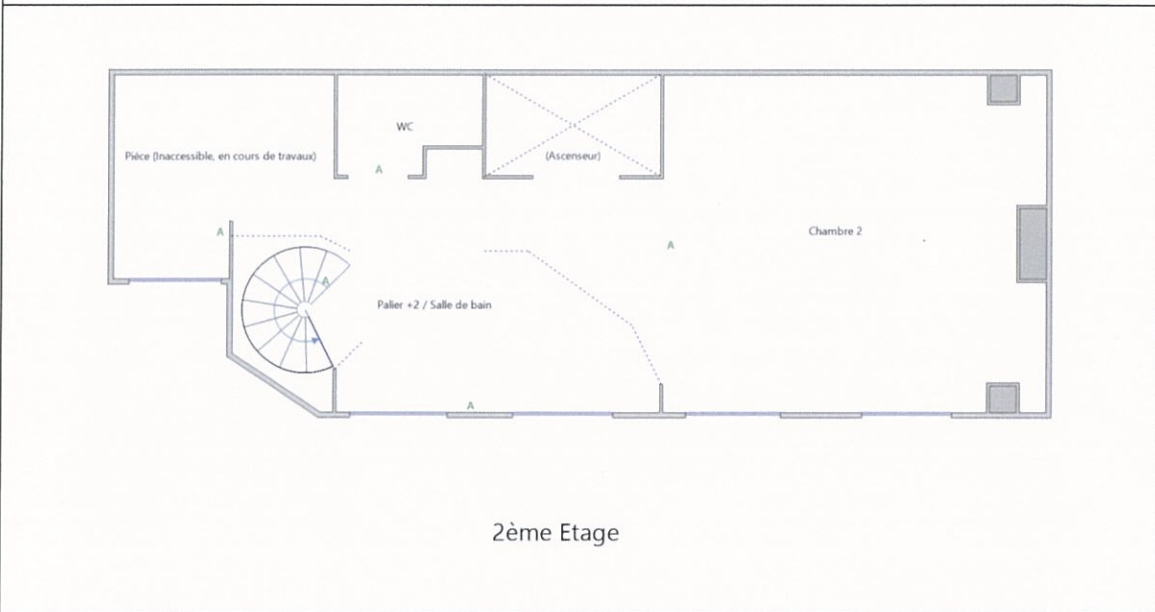 WC
Pièce (Inaccessible, en cours de travaux)
(Ascenseur)
A
A
A
Chambre 2
A
Palier +2 / Salle de bain
A
2ème Etage